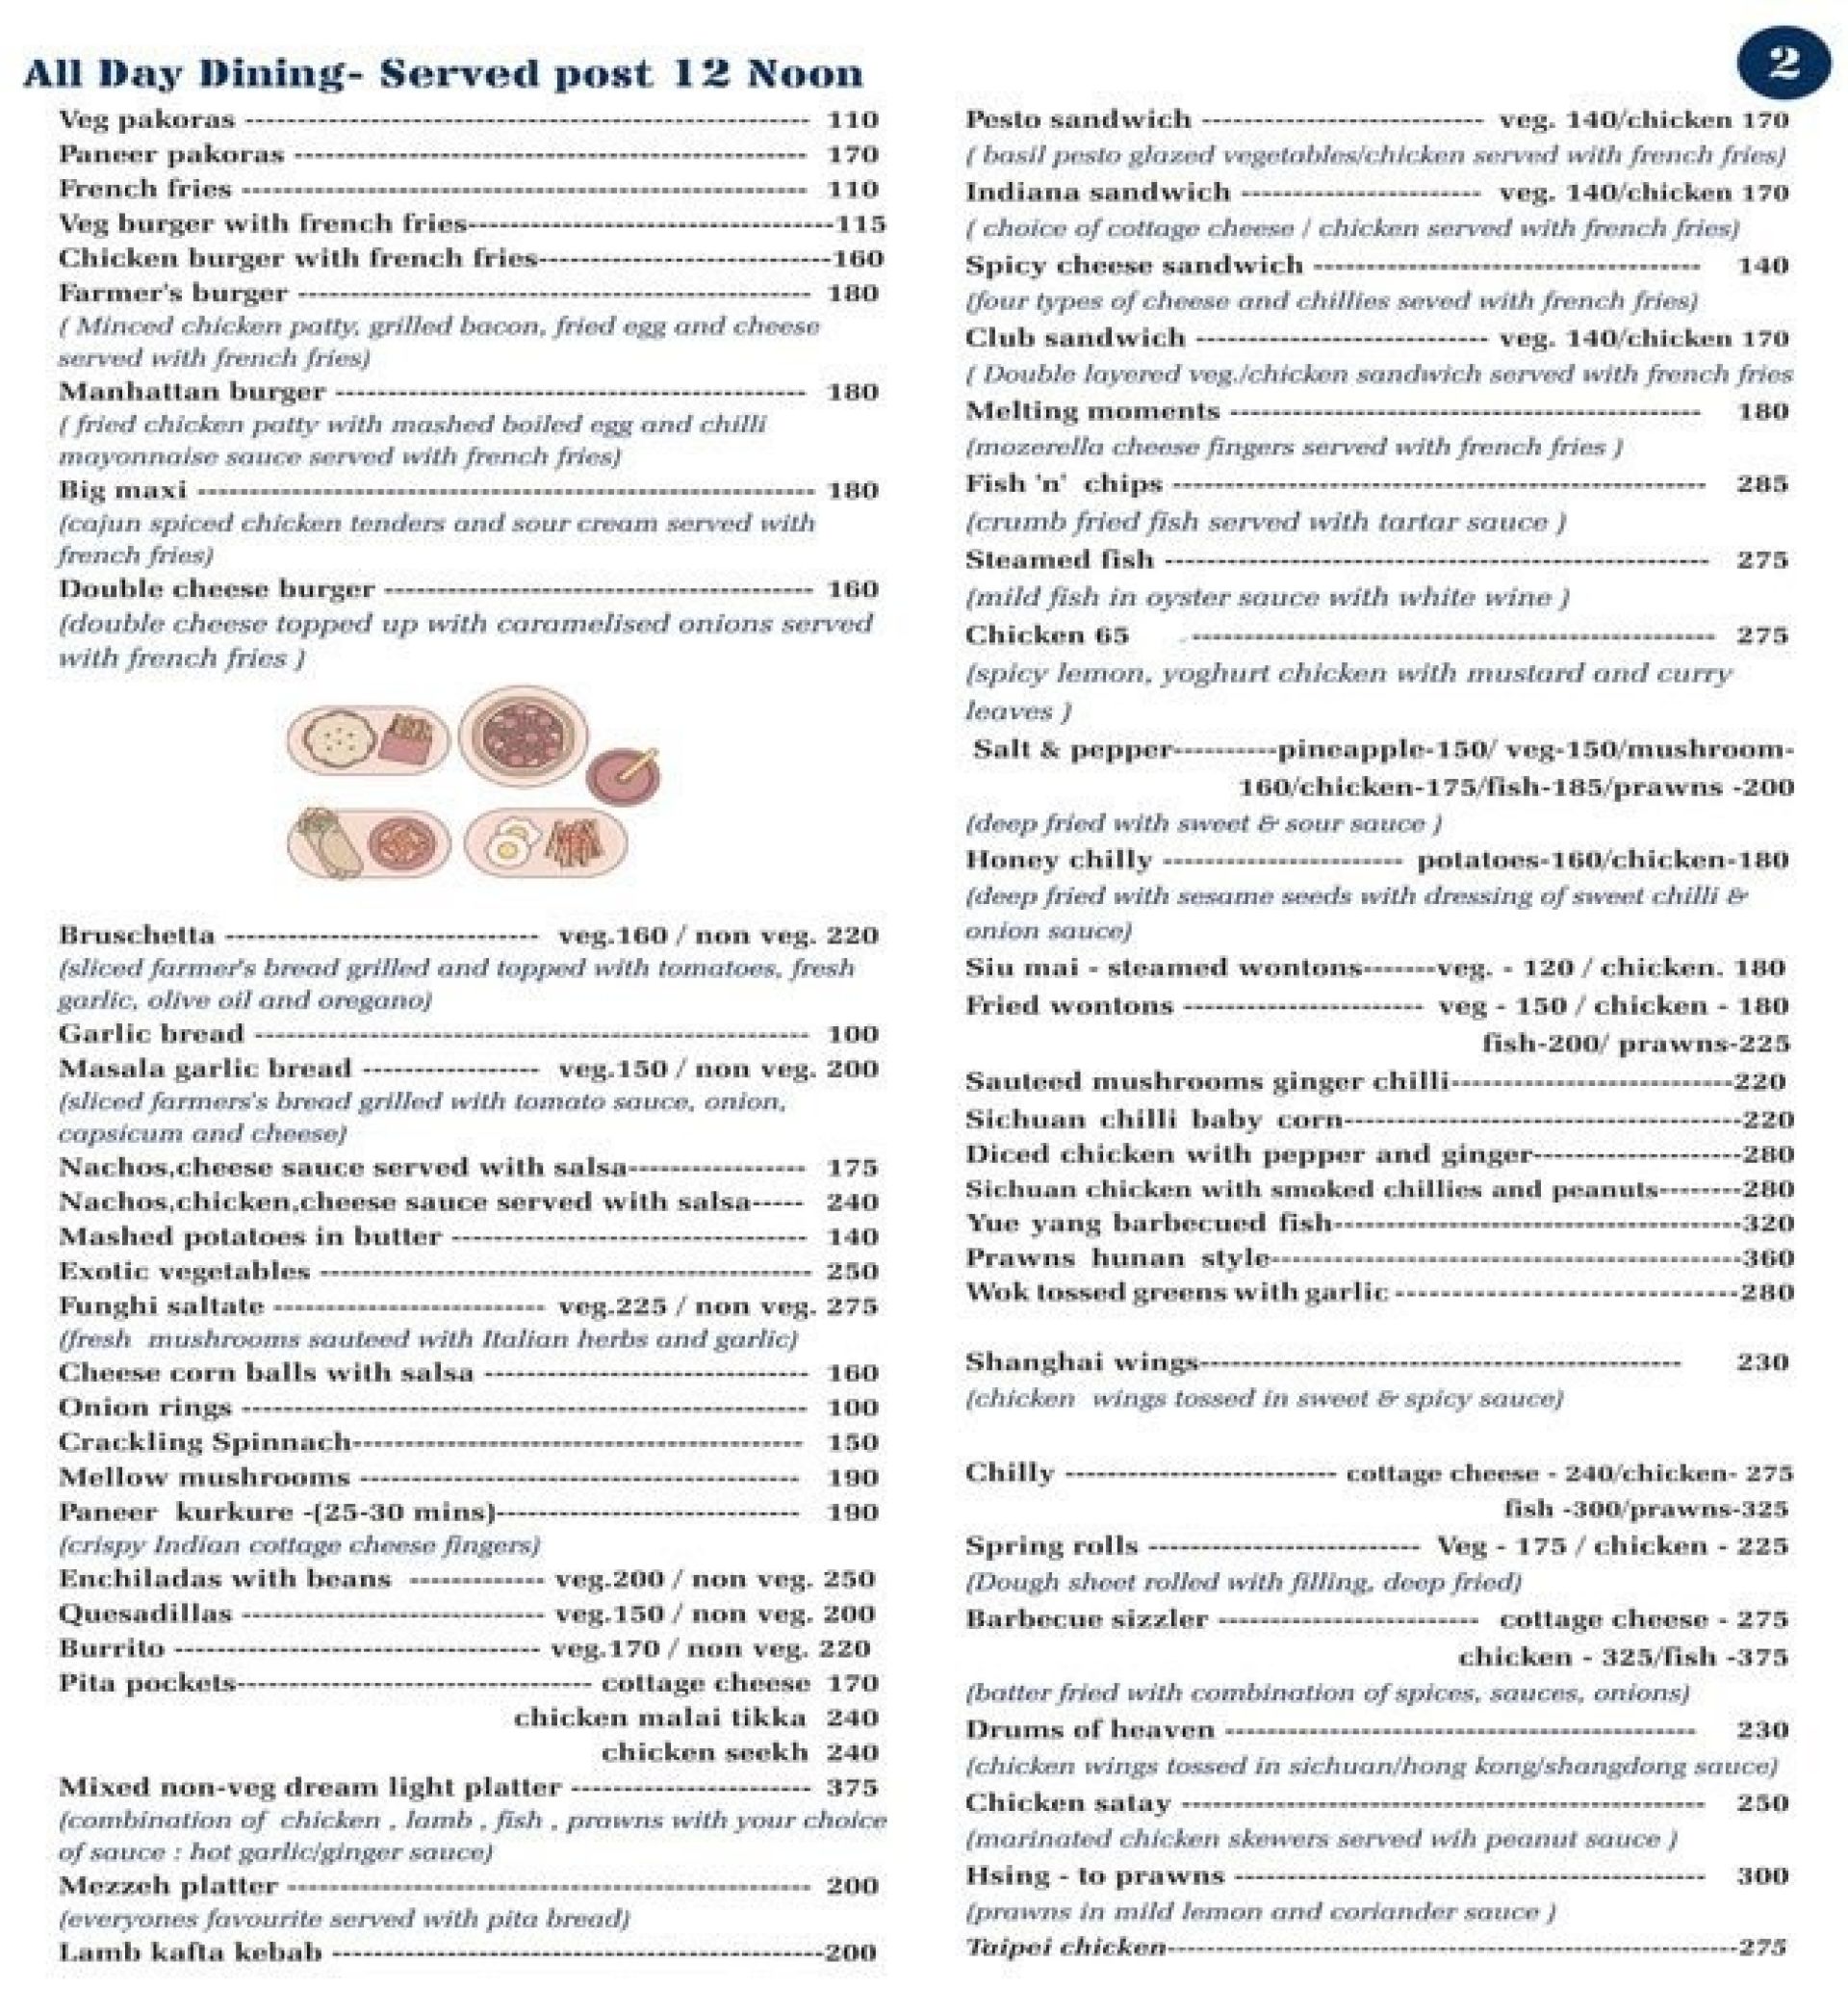 All Day Dining- Served post 12 Noon
Veg pakoras ------------------------------------------------------ 110
Paneer pakoras ------------------------------------------------- 170
French fries ------------------------------------------------------ 110
Veg burger with french fries-----------------------------------115
Chicken burger with french fries----------------------------160
Farmer's burger ------------------------------------------------- 180
( Minced chicken patty, grilled bacon, fried egg and cheese
served with french fries)
Manhattan burger --------------------------------------------- 180
( fried chicken patty with mashed boiled egg and chilli
mayonnaise sauce served with french fries)
Big maxi ----------------------------------------------------------- 180
(cajun spiced chicken tenders and sour cream served with
french fries)
Double cheese burger ----------------------------------------- 160
(double cheese topped up with caramelised onions served
with french fries )
Bruschetta ------------------------------ veg.160 / non veg. 220
(sliced farmer's bread grilled and topped with tomatoes, fresh
garlic, olive oil and oregano)
Garlic bread ----------------------------------------------------- 100
Masala garlic bread ----------------- veg.150 / non veg. 200
(sliced farmers's bread grilled with tomato sauce, onion,
capsicum and cheese)
Nachos,cheese sauce served with salsa----------------- 175
Nachos,chicken,cheese sauce served with salsa----- 240
Mashed potatoes in butter ---------------------------------- 140
Exotic vegetables ----------------------------------------------- 250
Funghi saltate -------------------------- veg.225 / non veg. 275
(fresh mushrooms sauteed with Italian herbs and garlic)
Cheese corn balls with salsa ------------------------------- 160
Onion rings ------------------------------------------------------ 100
Crackling Spinnach------------------------------------------- 150
Mellow mushrooms ------------------------------------------ 190
Paneer kurkure -(25-30 mins)----------------------------- 190
(crispy Indian cottage cheese fingers)
Enchiladas with beans ------------- veg.200 / non veg. 250
Quesadillas ----------------------------- veg.150 / non veg. 200
Burrito ----------------------------------- veg.170 / non veg. 220
Pita pockets---------------------------------- cottage cheese 170
chicken malai tikka 240
chicken seekh 240
Mixed non-veg dream light platter ----------------------- 375
(combination of chicken , lamb , fish , prawns with your choice
of sauce : hot garlic/ginger sauce)
Mezzeh platter -------------------------------------------------- 200
(everyones favourite served with pita bread)
Lamb kafta kebab -----------------------------------------------200
2
Pesto sandwich --------------------------- veg. 140/chicken 170
( basil pesto glazed vegetables/chicken served with french fries)
Indiana sandwich ----------------------- veg. 140/chicken 170
( choice of cottage cheese / chicken served with french fries)
Spicy cheese sandwich ------------------------------------- 140
(four types of cheese and chillies seved with french fries)
Club sandwich ---------------------------- veg. 140/chicken 170
( Double layered veg./chicken sandwich served with french fries
Melting moments --------------------------------------------- 180
(mozerella cheese fingers served with french fries )
Fish 'n' chips --------------------------------------------------- 285
(crumb fried fish served with tartar sauce )
Steamed fish ---------------------------------------------------- 275
(mild fish in oyster sauce with white wine )
Chicken 65 -------------------------------------------------- 275
(spicy lemon, yoghurt chicken with mustard and curry
leaves )
Salt & pepper----------pineapple-150/ veg-150/mushroom-
160/chicken-175/fish-185/prawns -200
(deep fried with sweet & sour sauce )
Honey chilly ----------------------- potatoes-160/chicken-180
(deep fried with sesame seeds with dressing of sweet chilli &
onion sauce)
Siu mai - steamed wontons-------veg. - 120 / chicken. 180
Fried wontons ----------------------- veg - 150 / chicken - 180
fish-200/ prawns-225
Sauteed mushrooms ginger chilli---------------------------220
Sichuan chilli baby corn--------------------------------------220
Diced chicken with pepper and ginger--------------------280
Sichuan chicken with smoked chillies and peanuts--------280
Yue yang barbecued fish---------------------------------------320
Prawns hunan style---------------------------------------------360
Wok tossed greens with garlic ---------------------------------280
Shanghai wings---------------------------------------------- 230
(chicken wings tossed in sweet & spicy sauce)
Chilly -------------------------- cottage cheese - 240/chicken- 275
fish -300/prawns-325
Spring rolls -------------------------- Veg - 175 / chicken - 225
(Dough sheet rolled with filling, deep fried)
Barbecue sizzler ------------------------- cottage cheese - 275
chicken - 325/fish -375
(batter fried with combination of spices, sauces, onions)
Drums of heaven --------------------------------------------- 230
(chicken wings tossed in sichuan/hong kong/shangdong sauce)
Chicken satay -------------------------------------------------- 250
(marinated chicken skewers served wih peanut sauce )
Hsing - to prawns --------------------------------------------- 300
(prawns in mild lemon and coriander sauce )
Taipei chicken-------------------------------------------------------275